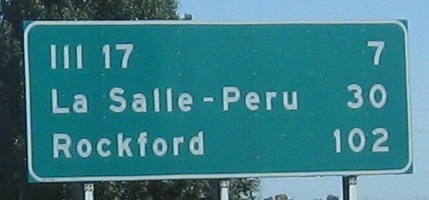 Ill 17 7
La Salle-Peru 30
Rockford 102